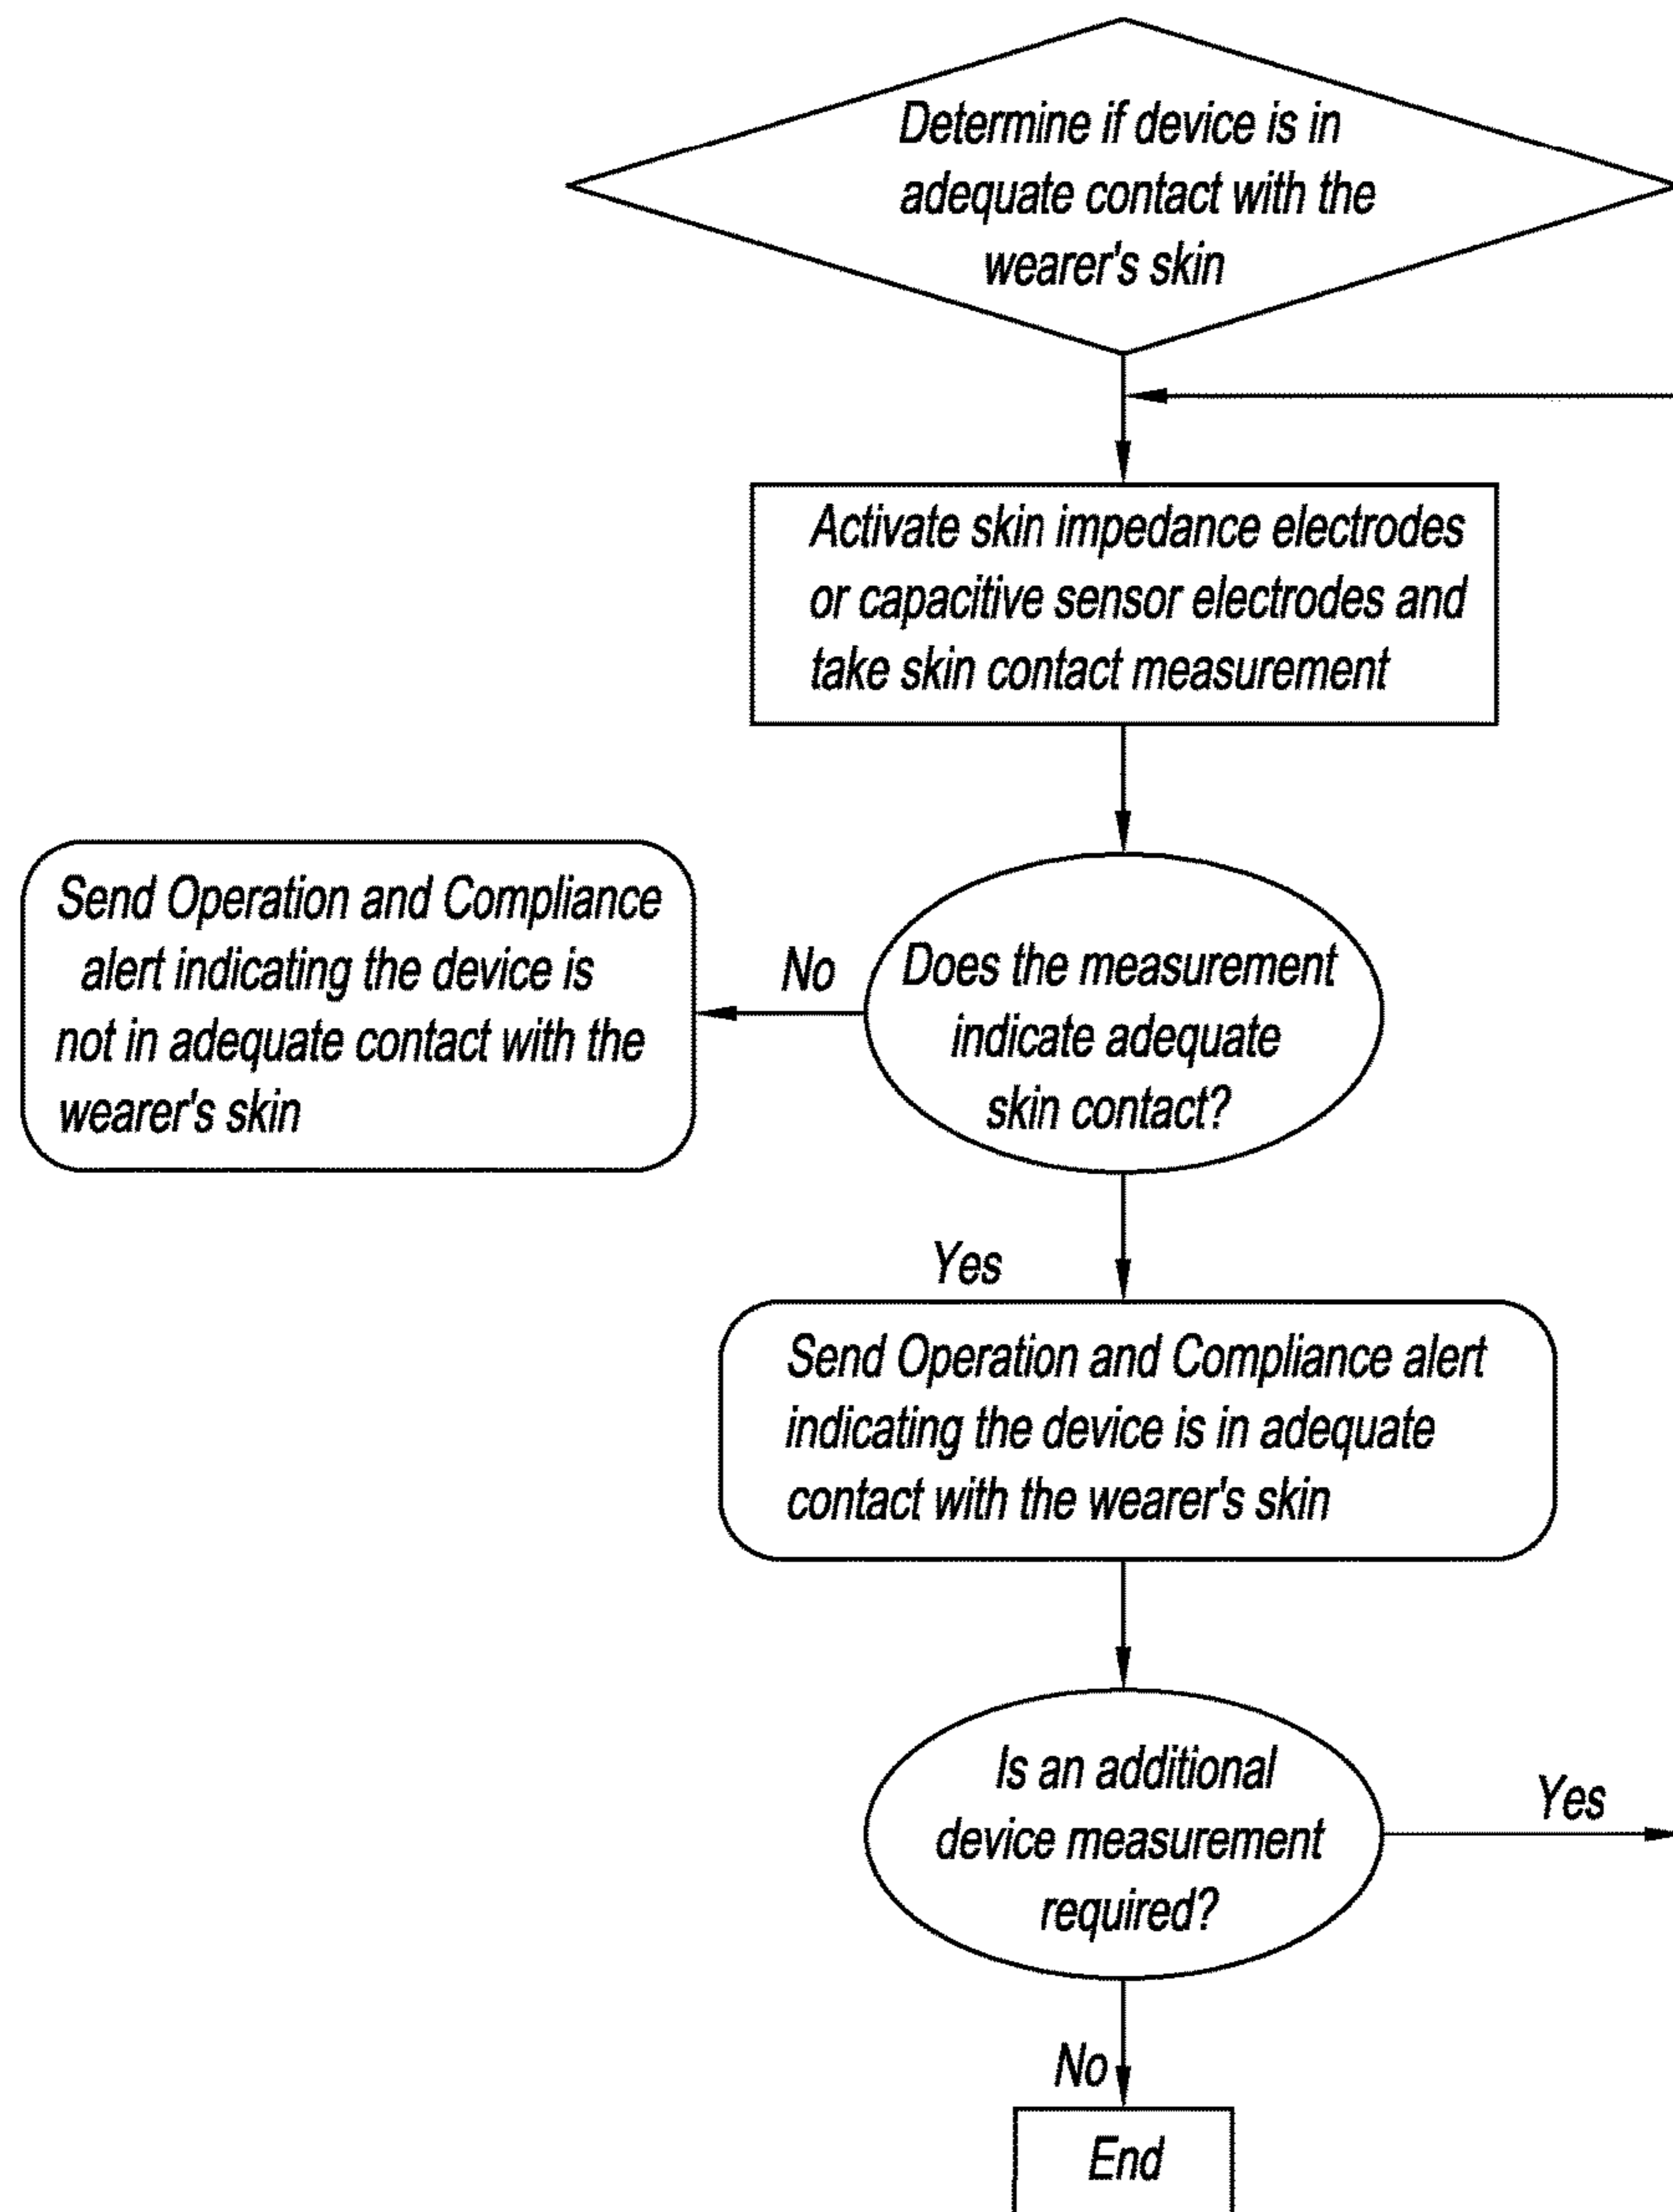 Determine if device is in
adequate contact with the
wearer's skin
Activate skin impedance electrodes
or capacitive sensor electrodes and
take skin contact measurement
Send Operation and Compliance
alert indicating the device is
not in adequate contact with the
wearer's skin
No
Does the measurement
indicate adequate
skin contact?
Yes
Send Operation and Compliance alert
indicating the device is in adequate
contact with the wearer's skin
Is an additional
device measurement
required?
Yes
No
End